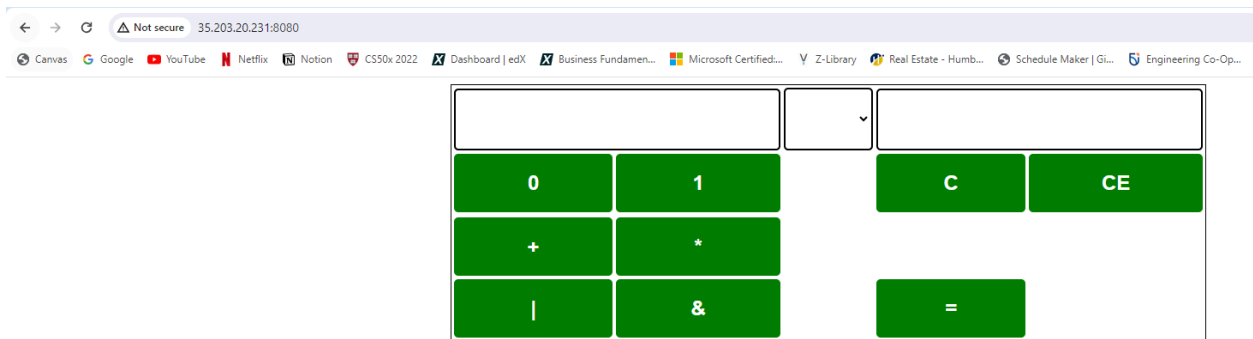 Not secure 35.203.20.231:8080
Canvas Google YouTube Netflix Notion CS50x 2022 Dashboard | edX Business Fundamen... Microsoft Certified:... Z-Library Real Estate - Humb... Schedule Maker | Gi... Engineering Co-Op...
0 1 C CE
+ *
| & =